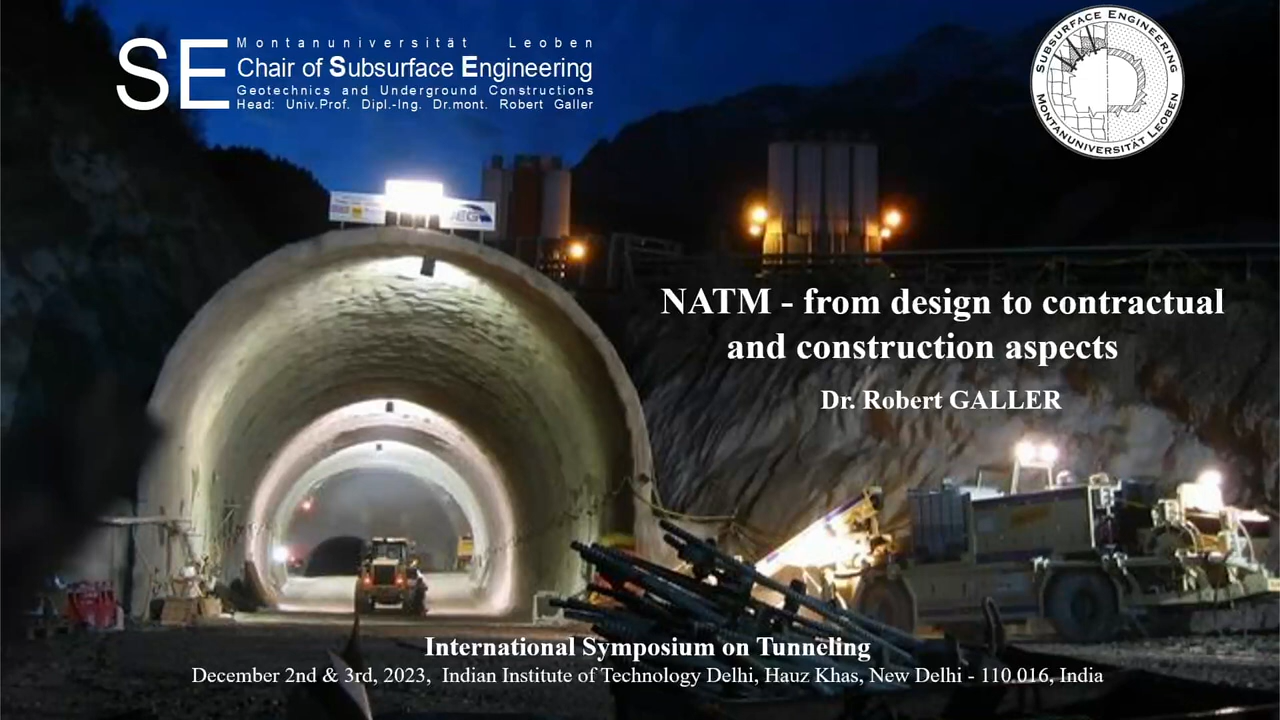 SE
Montanuniversität Leoben
Chair of Subsurface Engineering
Geotechnics and Underground Constructions
Head: Univ.Prof. Dipl.-Ing. Dr.mont. Robert Galler
SUBSURFACE ENGINEERING
MONTANUNIVERSITÄT LEOBEN
NATM - from design to contractual
and construction aspects
Dr. Robert GALLER
International Symposium on Tunneling
December 2nd & 3rd, 2023, Indian Institute of Technology Delhi, Hauz Khas, New Delhi - 110.016, India